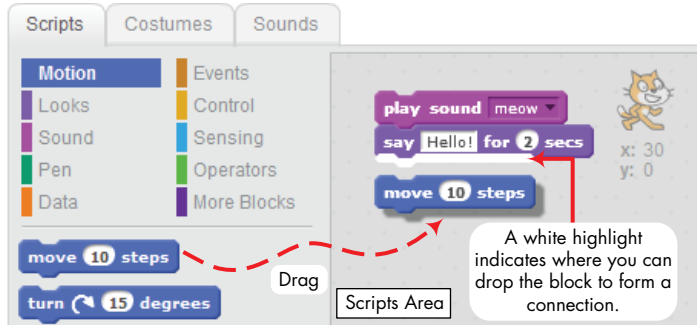 Scripts
Costumes
Sounds
Motion
Events
Looks
Control
Sound
Sensing
Pen
Operators
Data
More Blocks
move 10 steps
turn 15 degrees
Drag
play sound meow
say Hello! for 2 secs
move 10 steps
x: 30
y: 0
A white highlight
indicates where you can
drop the block to form a
connection.
Scripts Area